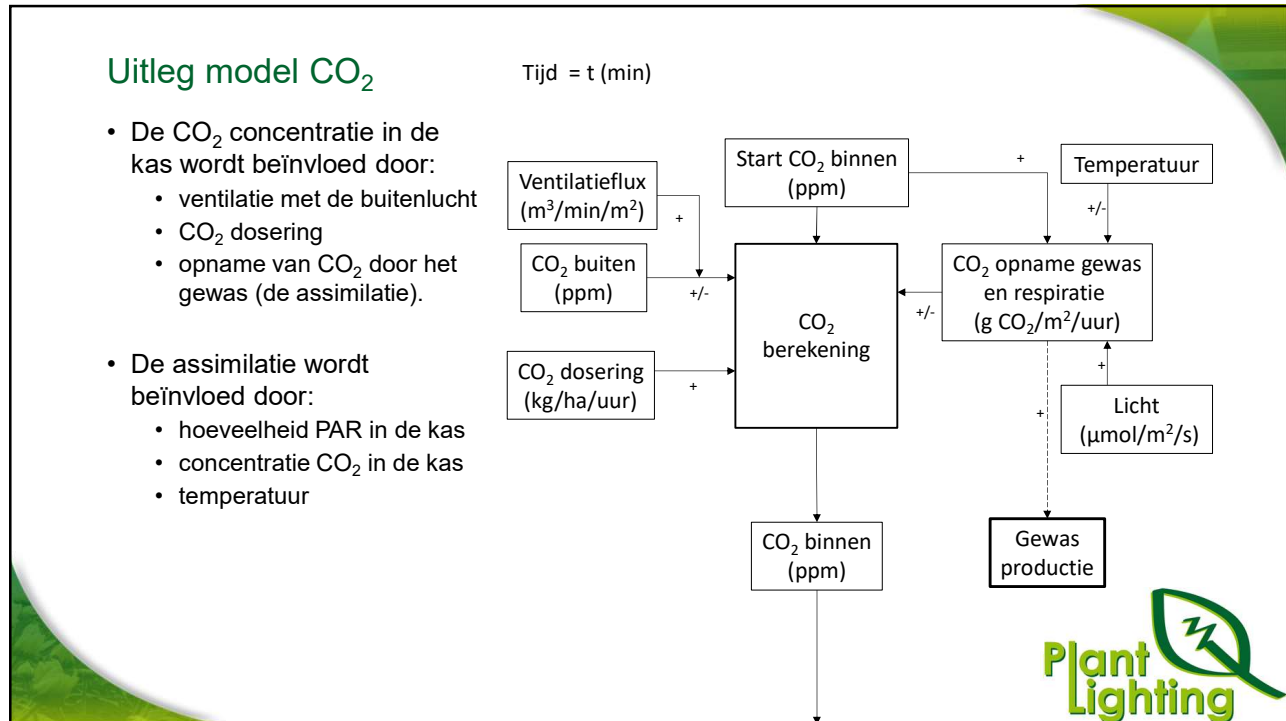 Uitleg model CO₂
Tijd = t (min)
• De CO₂ concentratie in de
kas wordt beïnvloed door:
• ventilatie met de buitenlucht
• CO₂ dosering
• opname van CO₂ door het
gewas (de assimilatie).
• De assimilatie wordt
beïnvloed door:
• hoeveelheid PAR in de kas
• concentratie CO₂ in de kas
• temperatuur
Ventilatieflux
(m³/min/m²)
+
CO₂ buiten
(ppm)
+/-
CO₂ dosering
(kg/ha/uur)
+
Start CO₂ binnen
(ppm)
+
Temperatuur
+/-
CO₂ opname gewas
en respiratie
(g CO₂/m²/uur)
+/-
CO₂
berekening
+
Licht
(μmol/m²/s)
+
CO₂ binnen
(ppm)
Gewas
productie
Plant
Lighting